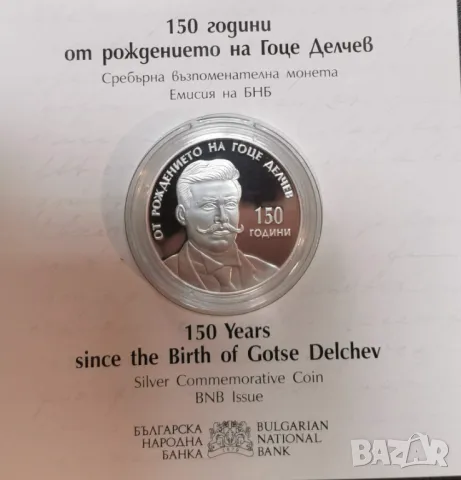 150 години
от рождението на Гоце Делчев
Сребърна възпоменателна монета
Емисия на БНБ
ОТ РОЖДЕНИЕТО НА ГОЦЕ ДЕЛЧЕВ
150
ГОДИНИ
150 Years
since the Birth of Gotse Delchev
Silver Commemorative Coin
BNB Issue
БЪЛГАРСКА
НАРОДНА
БАНКА
BULGARIAN
NATIONAL
BANK
BAZAR
bg